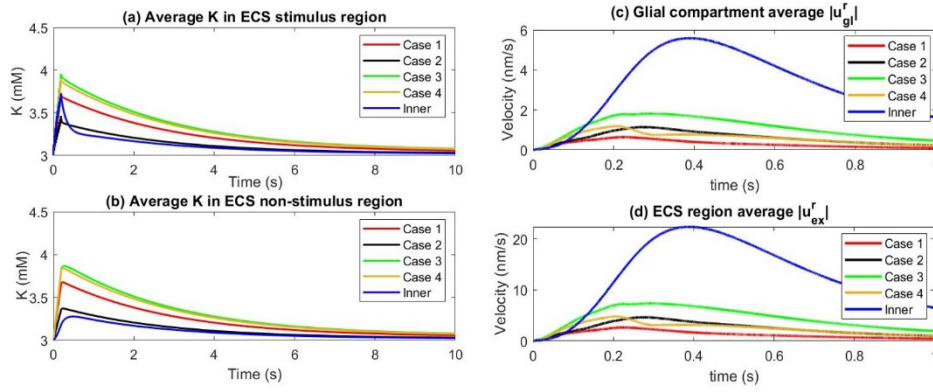 (a) Average K in ECS stimulus region
4.5
4
3.5
3
K (mM)
Case 1
Case 2
Case 3
Case 4
Inner
0 2 4 6 8 10
Time (s)
(b) Average K in ECS non-stimulus region
4.5
4
3.5
3
K (mM)
Case 1
Case 2
Case 3
Case 4
Inner
0 2 4 6 8 10
Time (s)
(c) Glial compartment average |u^r_gl|
6
4
2
0
Velocity (nm/s)
Case 1
Case 2
Case 3
Case 4
Inner
0 0.2 0.4 0.6 0.8
time (s)
(d) ECS region average |u^r_ex|
20
10
0
Velocity (nm/s)
Case 1
Case 2
Case 3
Case 4
Inner
0 0.2 0.4 0.6 0.8
time (s)